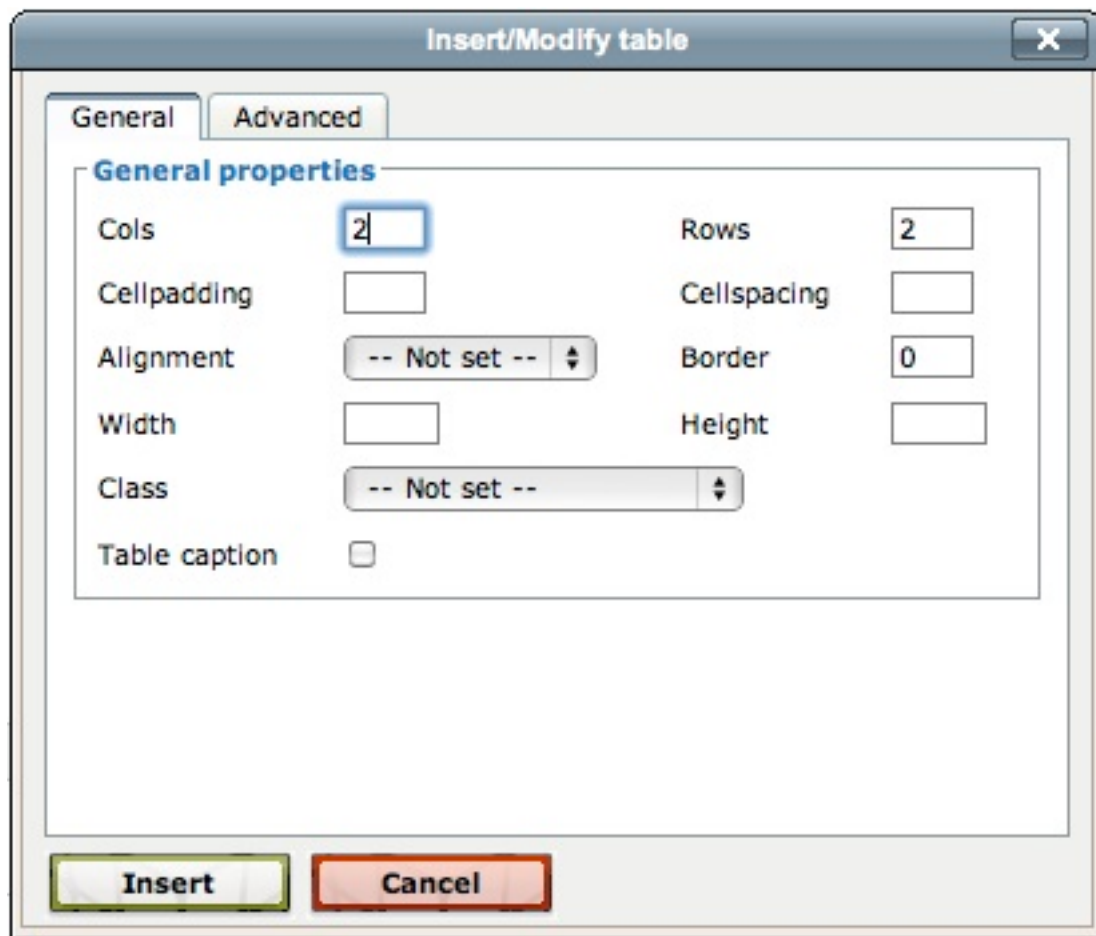 Insert/Modify table
General Advanced
General properties
Cols 2 Rows 2
Cellpadding Cellspacing
Alignment -- Not set -- Border 0
Width Height
Class -- Not set --
Table caption
Insert Cancel